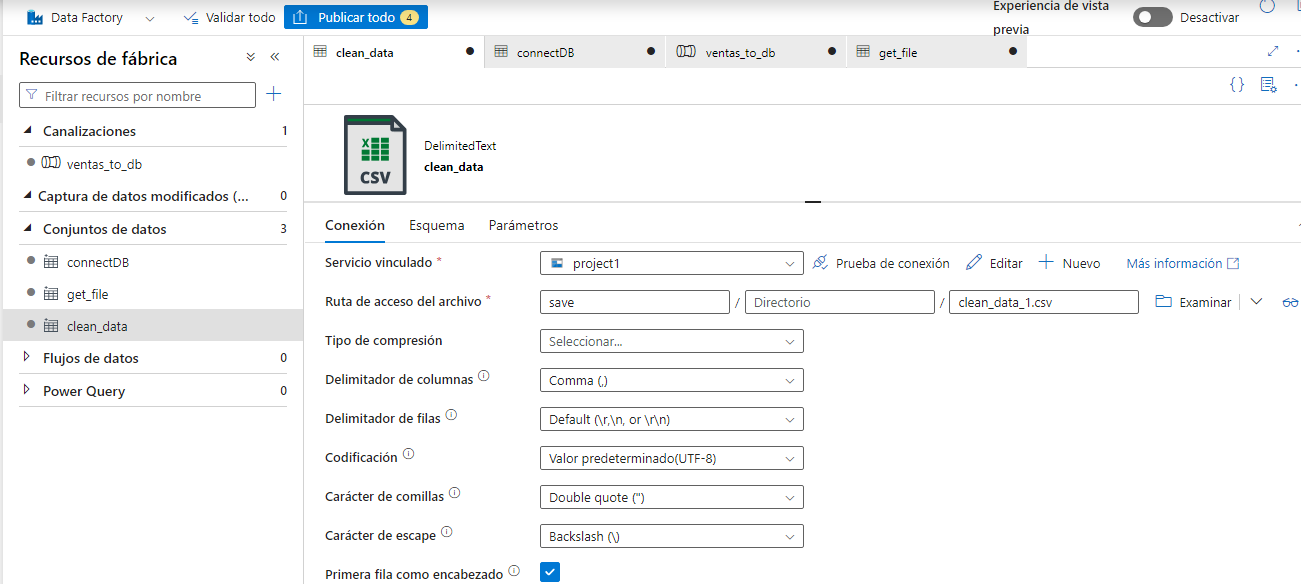 Data Factory
Validar todo
Publicar todo 4
Experiencia de vista
previa
Desactivar
Recursos de fábrica
Filtrar recursos por nombre
Canalizaciones 1
ventas_to_db
Captura de datos modificados (... 0
Conjuntos de datos 3
connectDB
get_file
clean_data
Flujos de datos 0
Power Query 0
clean_data
connectDB
ventas_to_db
get_file
{}
X
CSV
DelimitedText
clean_data
Conexión Esquema Parámetros
Servicio vinculado * project1 Prueba de conexión Editar Nuevo Más información
Ruta de acceso del archivo * save / Directorio / clean_data_1.csv Examinar
Tipo de compresión Seleccionar...
Delimitador de columnas Comma (,)
Delimitador de filas Default (\r,\n, or \r\n)
Codificación Valor predeterminado(UTF-8)
Carácter de comillas Double quote (")
Carácter de escape Backslash (\)
Primera fila como encabezado